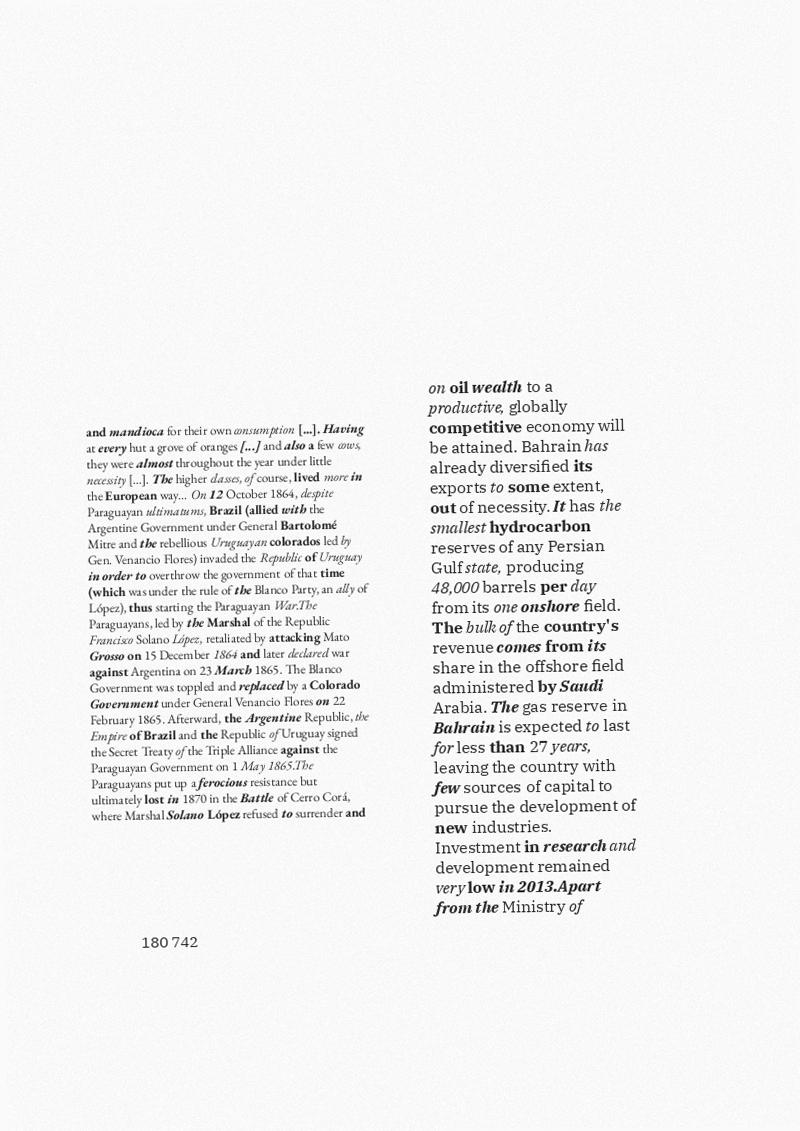 and mandioca for their own consumption [...]. Having
at every hut a grove of oranges [...] and also a few cows,
they were almost throughout the year under little
necessity [...]. The higher classes, of course, lived more in
the European way... On 12 October 1864, despite
Paraguayan ultimatums, Brazil (allied with the
Argentine Government under General Bartolomé
Mitre and the rebellious Uruguayan colorados led by
Gen. Venancio Flores) invaded the Republic of Uruguay
in order to overthrow the government of that time
(which was under the rule of the Blanco Party, an ally of
López), thus starting the Paraguayan War.The
Paraguayans, led by the Marshal of the Republic
Francisco Solano López, retaliated by attacking Mato
Grosso on 15 December 1864 and later declared war
against Argentina on 23 March 1865. The Blanco
Government was toppled and replaced by a Colorado
Government under General Venancio Flores on 22
February 1865. Afterward, the Argentine Republic, the
Empire of Brazil and the Republic of Uruguay signed
the Secret Treaty of the Triple Alliance against the
Paraguayan Government on 1 May 1865.The
Paraguayans put up a ferocious resistance but
ultimately lost in 1870 in the Battle of Cerro Corá,
where Marshal Solano López refused to surrender and
180 742
on oil wealth to a
productive, globally
competitive economy will
be attained. Bahrain has
already diversified its
exports to some extent,
out of necessity. It has the
smallest hydrocarbon
reserves of any Persian
Gulf state, producing
48,000 barrels per day
from its one onshore field.
The bulk of the country's
revenue comes from its
share in the offshore field
administered by Saudi
Arabia. The gas reserve in
Bahrain is expected to last
for less than 27 years,
leaving the country with
few sources of capital to
pursue the development of
new industries.
Investment in research and
development remained
very low in 2013.Apart
from the Ministry of